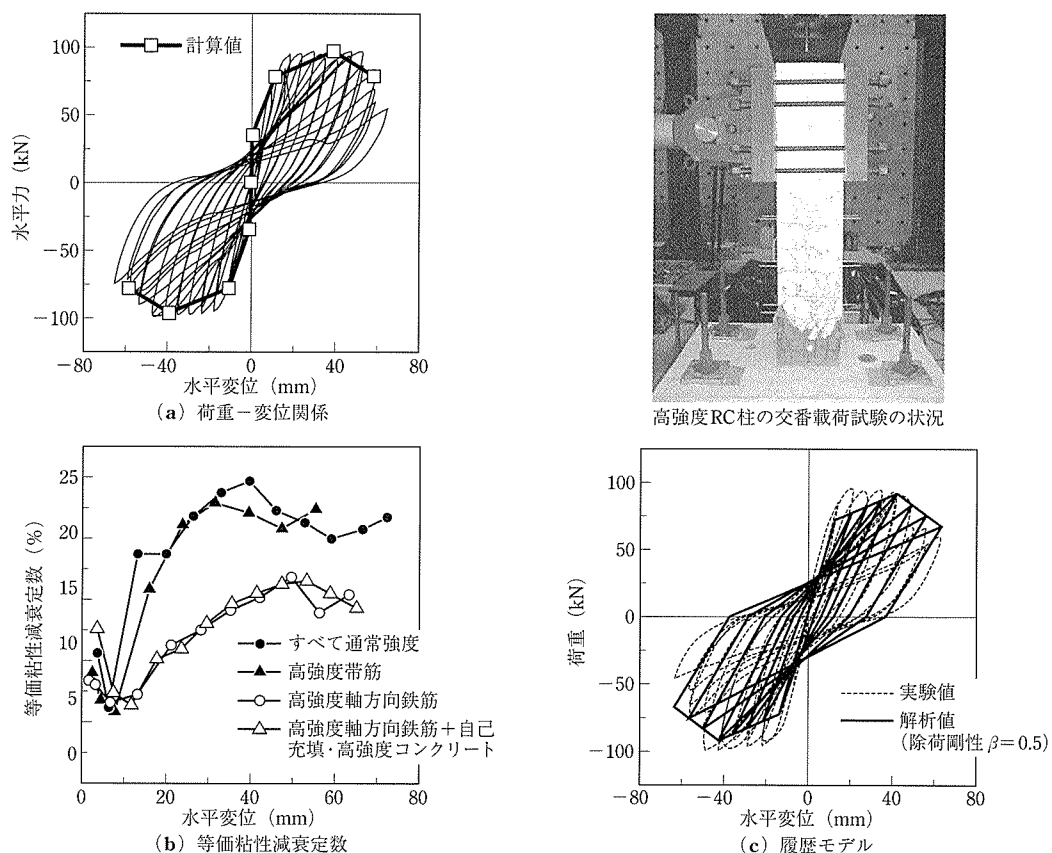 100
50
0
−50
−100
水平力 (kN)
計算値
−80
−40
0
40
80
水平変位 (mm)
(a) 荷重−変位関係
高強度RC柱の交番載荷試験の状況
25
20
15
10
5
0
等価粘性減衰定数 (%)
すべて通常強度
高強度帯筋
高強度軸方向鉄筋
高強度軸方向鉄筋+自己
充填・高強度コンクリート
0
20
40
60
80
水平変位 (mm)
(b) 等価粘性減衰定数
100
50
0
−50
−100
荷重 (kN)
実験値
解析値
(除荷剛性 β=0.5)
−80
−40
0
40
80
水平変位 (mm)
(c) 履歴モデル